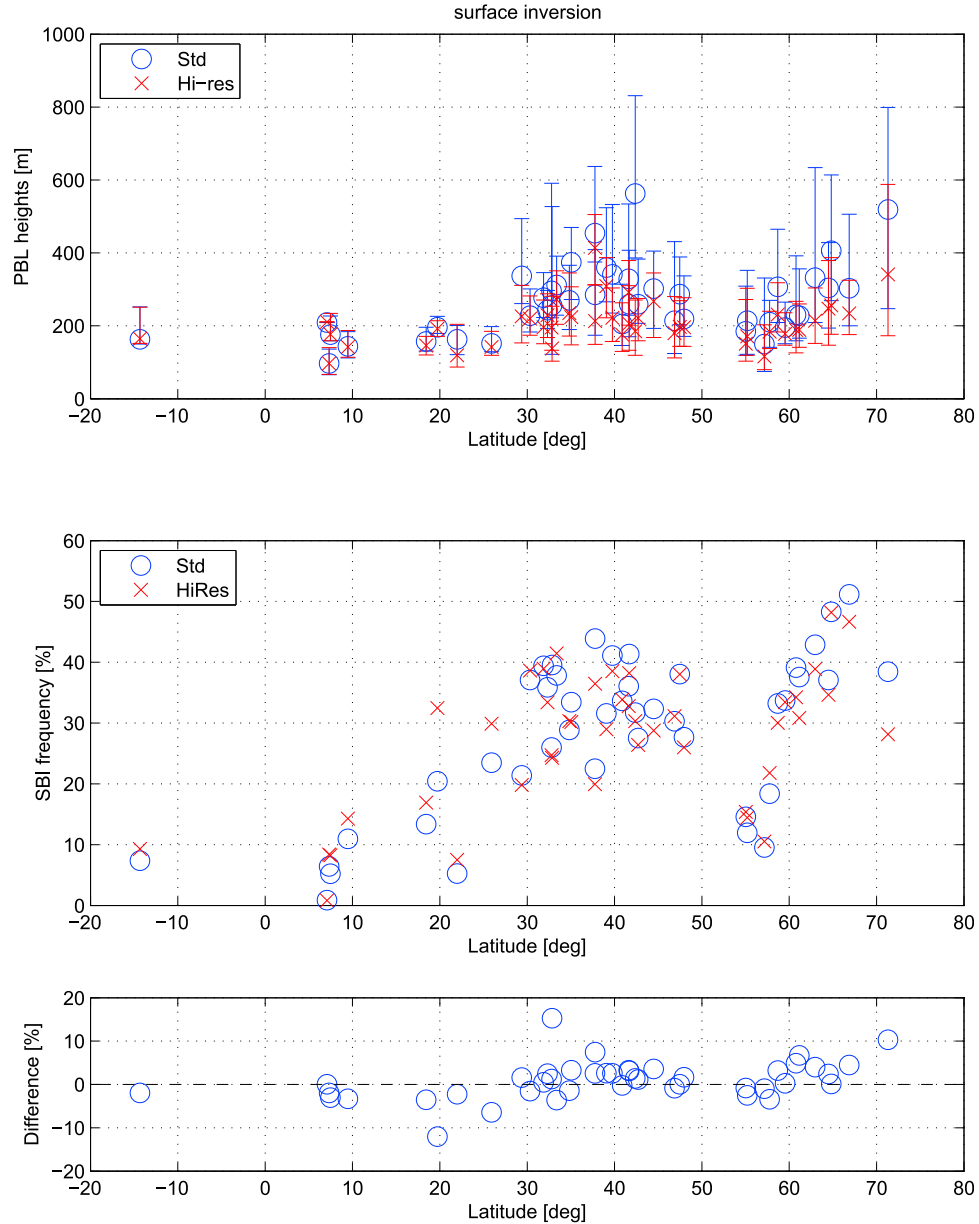 surface inversion
1000
800
600
400
200
0
PBL heights [m]
Std
Hi−res
−20 −10 0 10 20 30 40 50 60 70 80
Latitude [deg]
60
50
40
30
20
10
0
SBI frequency [%]
Std
HiRes
−20 −10 0 10 20 30 40 50 60 70 80
Latitude [deg]
20
10
0
−10
−20
Difference [%]
−20 −10 0 10 20 30 40 50 60 70 80
Latitude [deg]